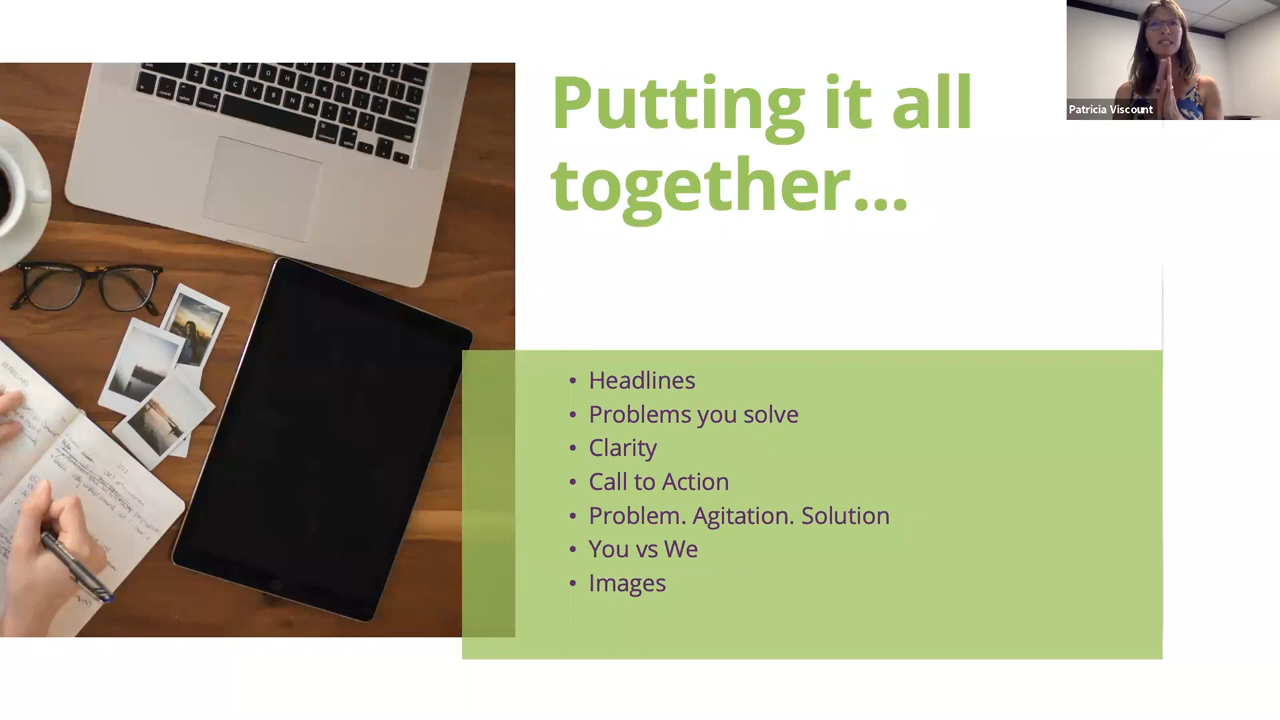 Putting it all
together...
Patricia Viscount
• Headlines
• Problems you solve
• Clarity
• Call to Action
• Problem. Agitation. Solution
• You vs We
• Images